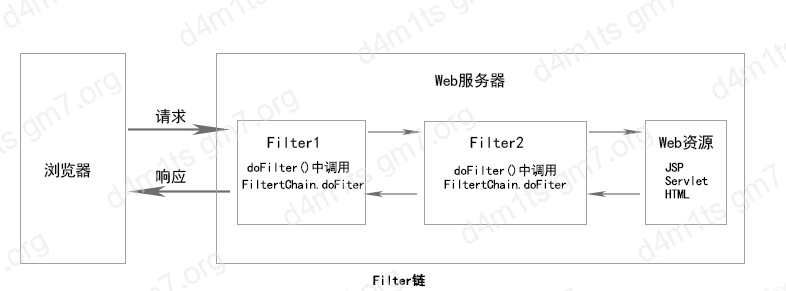 Web服务器
请求
Filter1
Filter2
Web资源
浏览器
doFilter()中调用
FiltertChain.doFiter
doFilter()中调用
FiltertChain.doFiter
JSP
Servlet
HTML
响应
Filter链
d4m1ts gm7.org